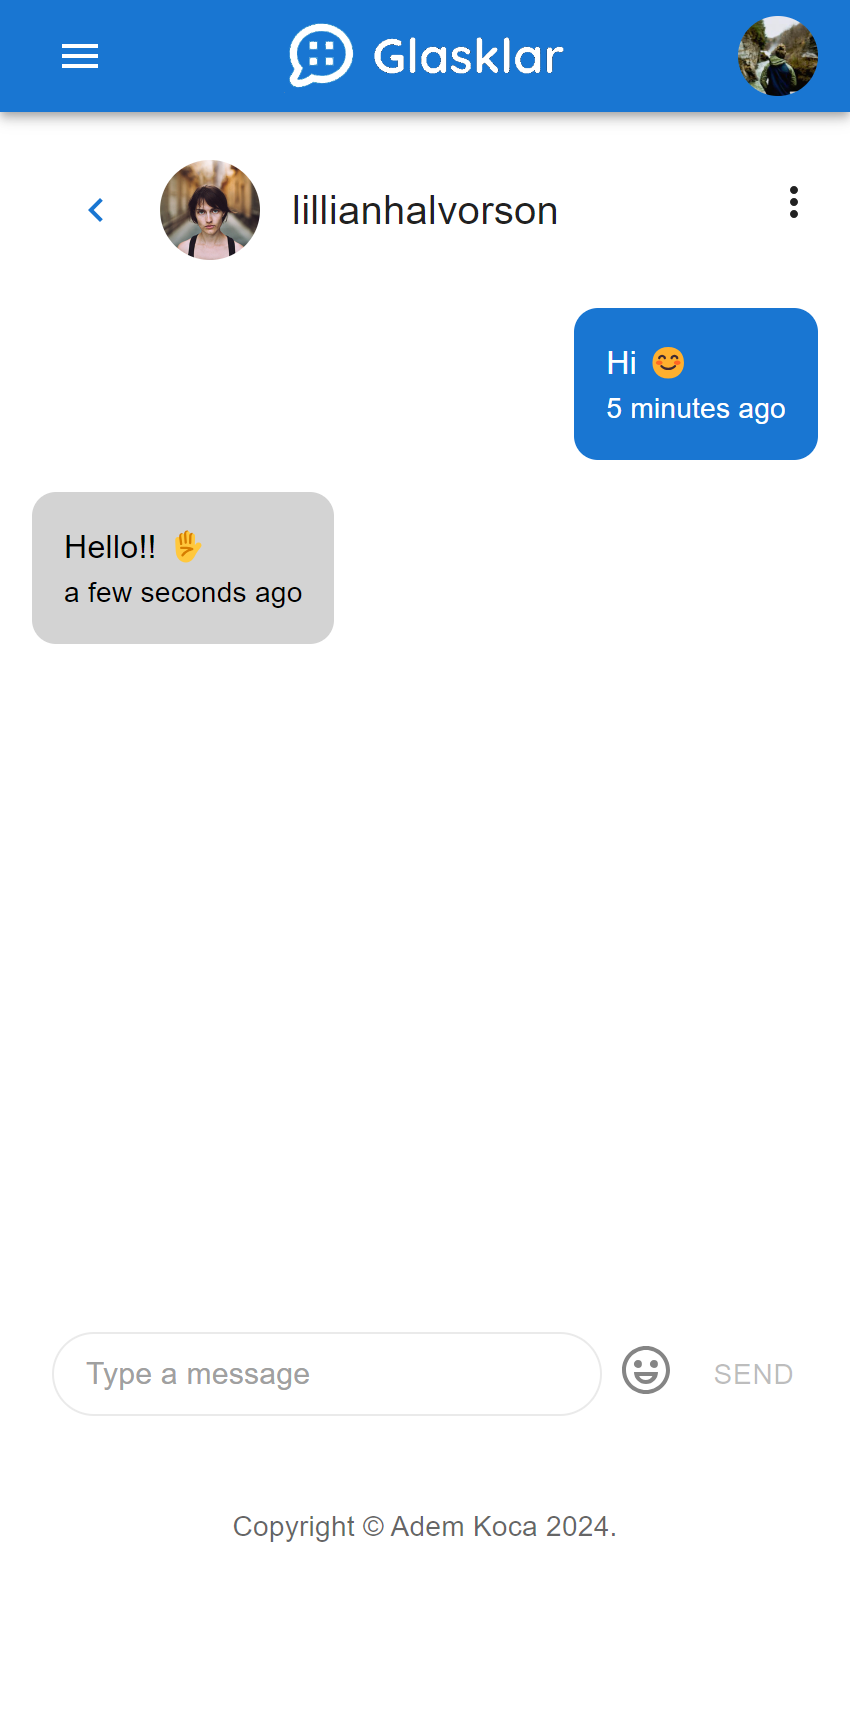 Glasklar
lillianhalvorson
Hi 😊
5 minutes ago
Hello!! 👋
a few seconds ago
Type a message
SEND
Copyright © Adem Koca 2024.